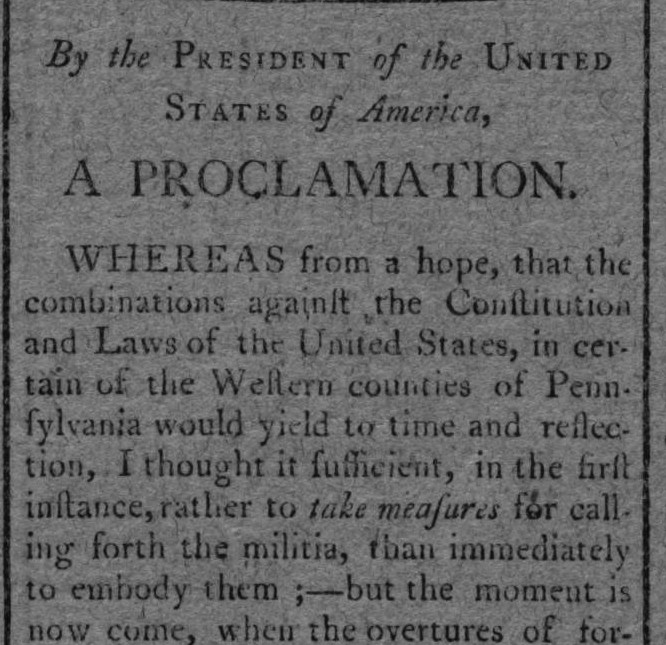 By the PRESIDENT of the UNITED
STATES of America,
A PROCLAMATION.
WHEREAS from a hope, that the
combinations againſt the Conſtitution
and Laws of the United States, in cer-
tain of the Weſtern counties of Penn-
ſylvania would yield to time and reflec-
tion, I thought it ſufficient, in the firſt
inſtance, rather to take meaſures for call-
ing forth the militia, than immediately
to embody them ;—but the moment is
now come, when the overtures of for-